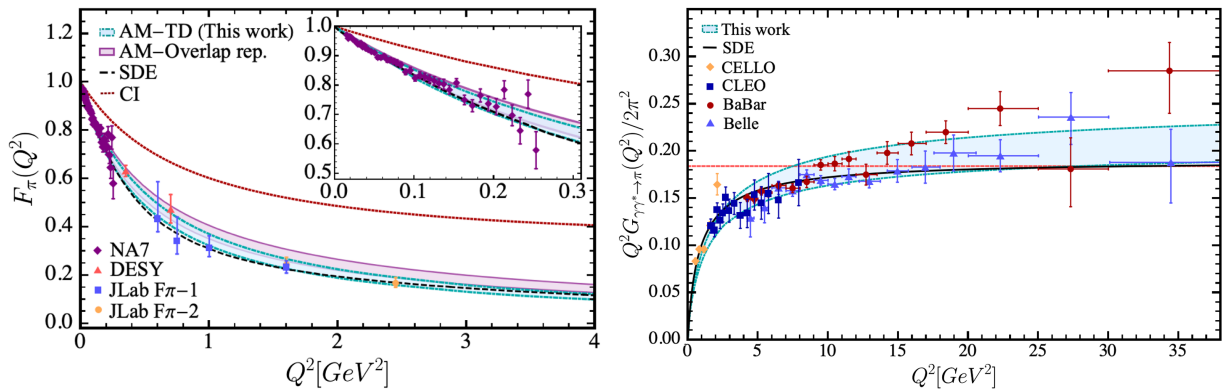 1.2
1.0
0.8
0.6
0.4
0.2
0.0
0
1
2
3
4
F_π(Q²)
Q²[GeV²]
AM−TD (This work)
AM−Overlap rep.
SDE
CI
NA7
DESY
JLab Fπ−1
JLab Fπ−2
1.0
0.9
0.8
0.7
0.6
0.5
0.0
0.1
0.2
0.3
0.30
0.25
0.20
0.15
0.10
0.05
0.00
0
5
10
15
20
25
30
35
Q²G_γγ*→π(Q²)/2π²
Q²[GeV²]
This work
SDE
CELLO
CLEO
BaBar
Belle